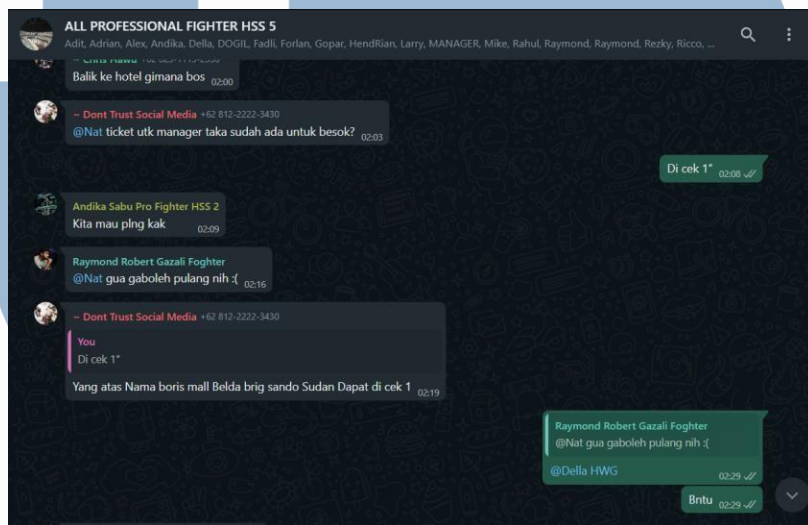 ALL PROFESSIONAL FIGHTER HSS 5
Adit, Adrian, Alex, Andika, Della, DOGIL, Fadli, Forlan, Gopar, HendRian, Larry, MANAGER, Mike, Rahul, Raymond, Raymond, Rezky, Ricco, ...
Balik ke hotel gimana bos 02:00
~ Dont Trust Social Media +62 812-2222-3430
@Nat ticket utk manager taka sudah ada untuk besok? 02:03
Di cek 1" 02:08
Andika Sabu Pro Fighter HSS 2
Kita mau plng kak 02:09
Raymond Robert Gazali Foghter
@Nat gua gaboleh pulang nih :( 02:16
~ Dont Trust Social Media +62 812-2222-3430
You
Di cek 1"
Yang atas Nama boris mall Belda brig sando Sudan Dapat di cek 1 02:19
Raymond Robert Gazali Foghter
@Nat gua gaboleh pulang nih :(
@Della HWG 02:29
Bntu 02:29